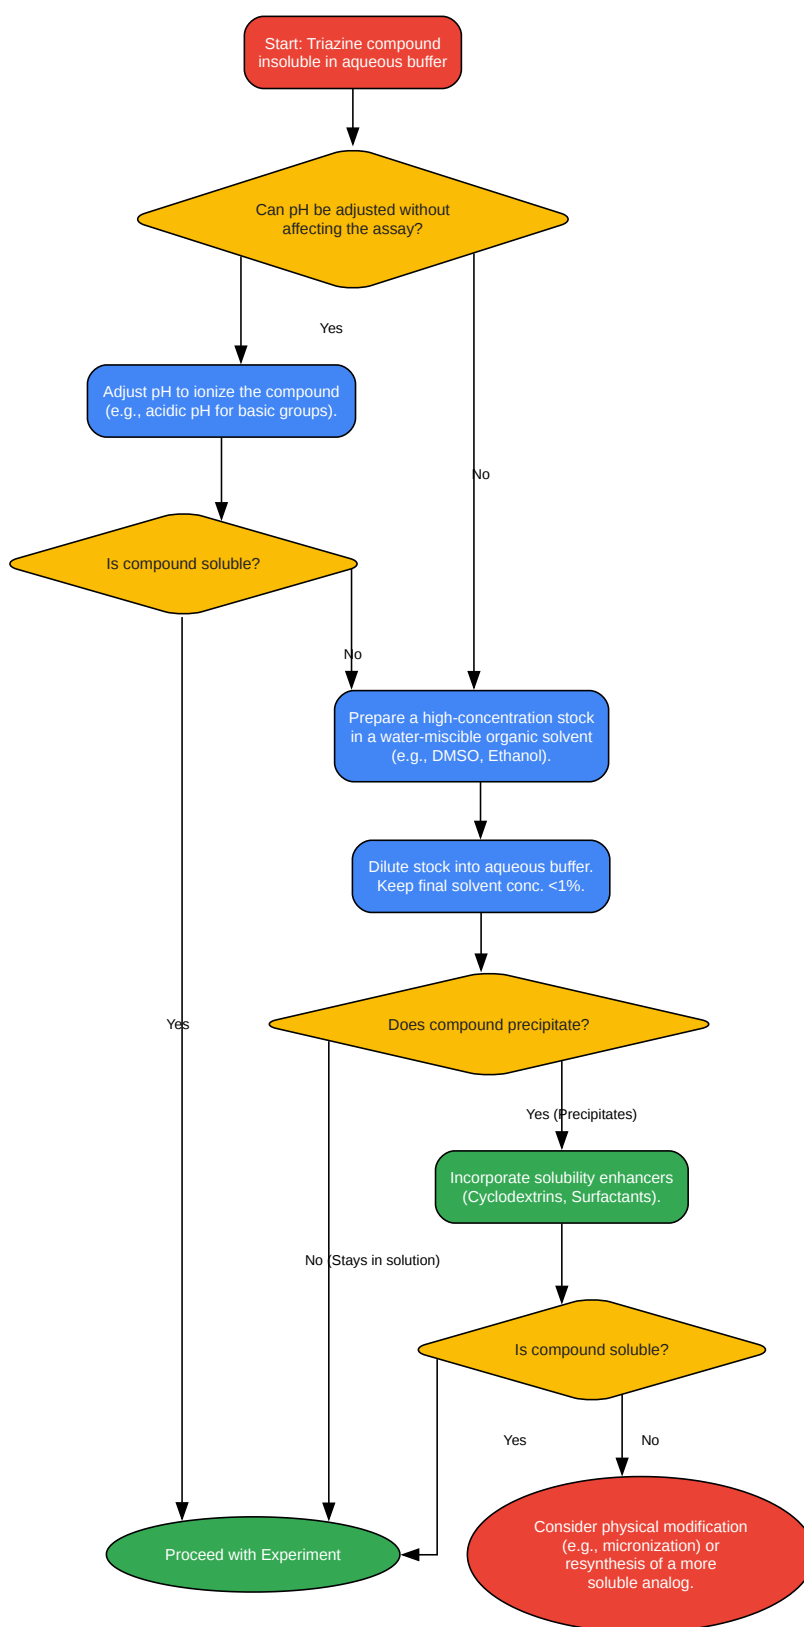 Start: Triazine compound
insoluble in aqueous buffer
Can pH be adjusted without
affecting the assay?
Yes
Adjust pH to ionize the compound
(e.g., acidic pH for basic groups).
No
Is compound soluble?
No
Prepare a high-concentration stock
in a water-miscible organic solvent
(e.g., DMSO, Ethanol).
Dilute stock into aqueous buffer.
Keep final solvent conc. <1%.
Yes
Does compound precipitate?
Yes (Precipitates)
Incorporate solubility enhancers
(Cyclodextrins, Surfactants).
No (Stays in solution)
Is compound soluble?
Yes
No
Proceed with Experiment
Consider physical modification
(e.g., micronization) or
resynthesis of a more
soluble analog.